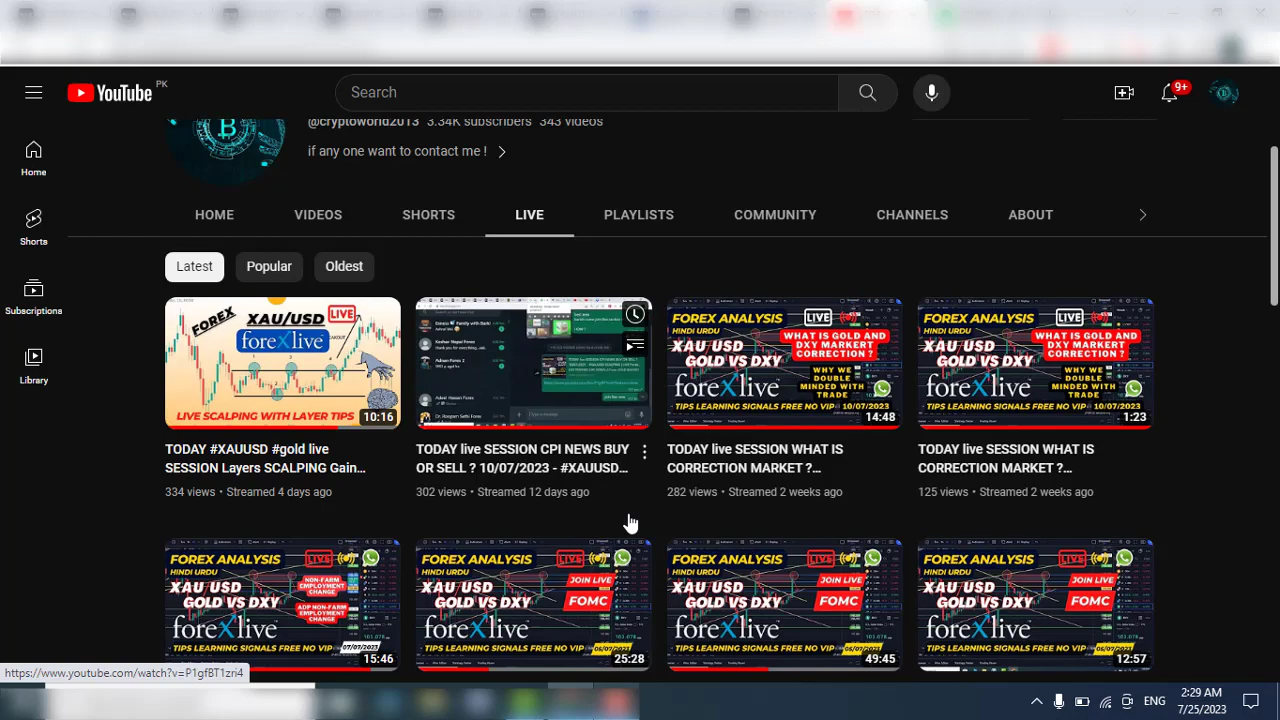 YouTube PK
Search
9+
@cryptoworld2013 3.34K subscribers 343 videos
if any one want to contact me !
Home
Shorts
Subscriptions
Library
HOME VIDEOS SHORTS LIVE PLAYLISTS COMMUNITY CHANNELS ABOUT
Latest Popular Oldest
FOREX
XAU/USD
LIVE
forexlive
LIVE SCALPING WITH LAYER TIPS
10:16
TODAY #XAUUSD #gold live
SESSION Layers SCALPING Gain...
334 views • Streamed 4 days ago
TODAY live SESSION CPI NEWS BUY
OR SELL ? 10/07/2023 - #XAUUSD...
302 views • Streamed 12 days ago
FOREX ANALYSIS
HINDI URDU
LIVE
XAU USD
GOLD VS DXY
WHAT IS GOLD AND
DXY MARKERT
CORRECTION ?
WHY WE
DOUBLE
MINDED WITH
TRADE
foreXlive
TIPS LEARNING SIGNALS FREE NO VIP 10/07/2023
14:48
TODAY live SESSION WHAT IS
CORRECTION MARKET ?...
282 views • Streamed 2 weeks ago
FOREX ANALYSIS
HINDI URDU
LIVE
XAU USD
GOLD VS DXY
WHAT IS GOLD AND
DXY MARKERT
CORRECTION ?
WHY WE
DOUBLE
MINDED WITH
TRADE
foreXlive
TIPS LEARNING SIGNALS FREE NO VIP 10/07/2023
1:23
TODAY live SESSION WHAT IS
CORRECTION MARKET ?...
125 views • Streamed 2 weeks ago
FOREX ANALYSIS
HINDI URDU
LIVE
XAU USD
GOLD VS DXY
NON-FARM
EMPLOYMENT
CHANGE
ADP NON-FARM
EMPLOYMENT
CHANGE
foreXlive
07/07/2023
TIPS LEARNING SIGNALS FREE NO VIP
15:46
FOREX ANALYSIS
HINDI URDU
LIVE
XAU USD
GOLD VS DXY
JOIN LIVE
FOMC
foreXlive
TIPS LEARNING SIGNALS FREE NO VIP
25:28
FOREX ANALYSIS
HINDI URDU
LIVE
XAU USD
GOLD VS DXY
JOIN LIVE
FOMC
foreXlive
TIPS LEARNING SIGNALS FREE NO VIP
49:45
FOREX ANALYSIS
HINDI URDU
LIVE
XAU USD
GOLD VS DXY
JOIN LIVE
FOMC
foreXlive
TIPS LEARNING SIGNALS FREE NO VIP
12:57
https://www.youtube.com/watch?v=P1gfBT1zri4
ENG
2:29 AM
7/25/2023